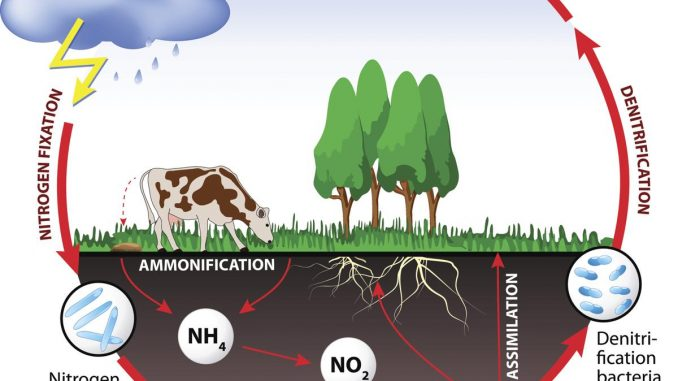 NITROGEN FIXATION
DENITRIFICATION
AMMONIFICATION
NH4
NO2
ASSIMILATION
Nitrogen
Denitri-
fication
bacteria